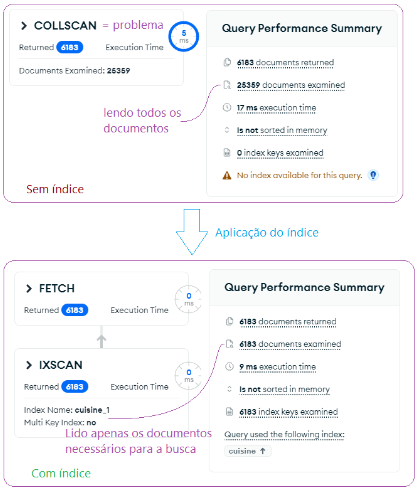 COLLSCAN = problema
Returned 6183 Execution Time 5 ms
Documents Examined: 25359
lendo todos os
documentos
Sem índice
Query Performance Summary
6183 documents returned
25359 documents examined
17 ms execution time
Is not sorted in memory
0 index keys examined
No index available for this query.
Aplicação do índice
FETCH
Returned 6183 Execution Time 0 ms
IXSCAN
Returned 6183 Execution Time 0 ms
Index Name: cuisine_1
Multi Key Index: no
Lido apenas os documentos
necessários para a busca
Com índice
Query Performance Summary
6183 documents returned
6183 documents examined
9 ms execution time
Is not sorted in memory
6183 index keys examined
Query used the following index:
cuisine ↑